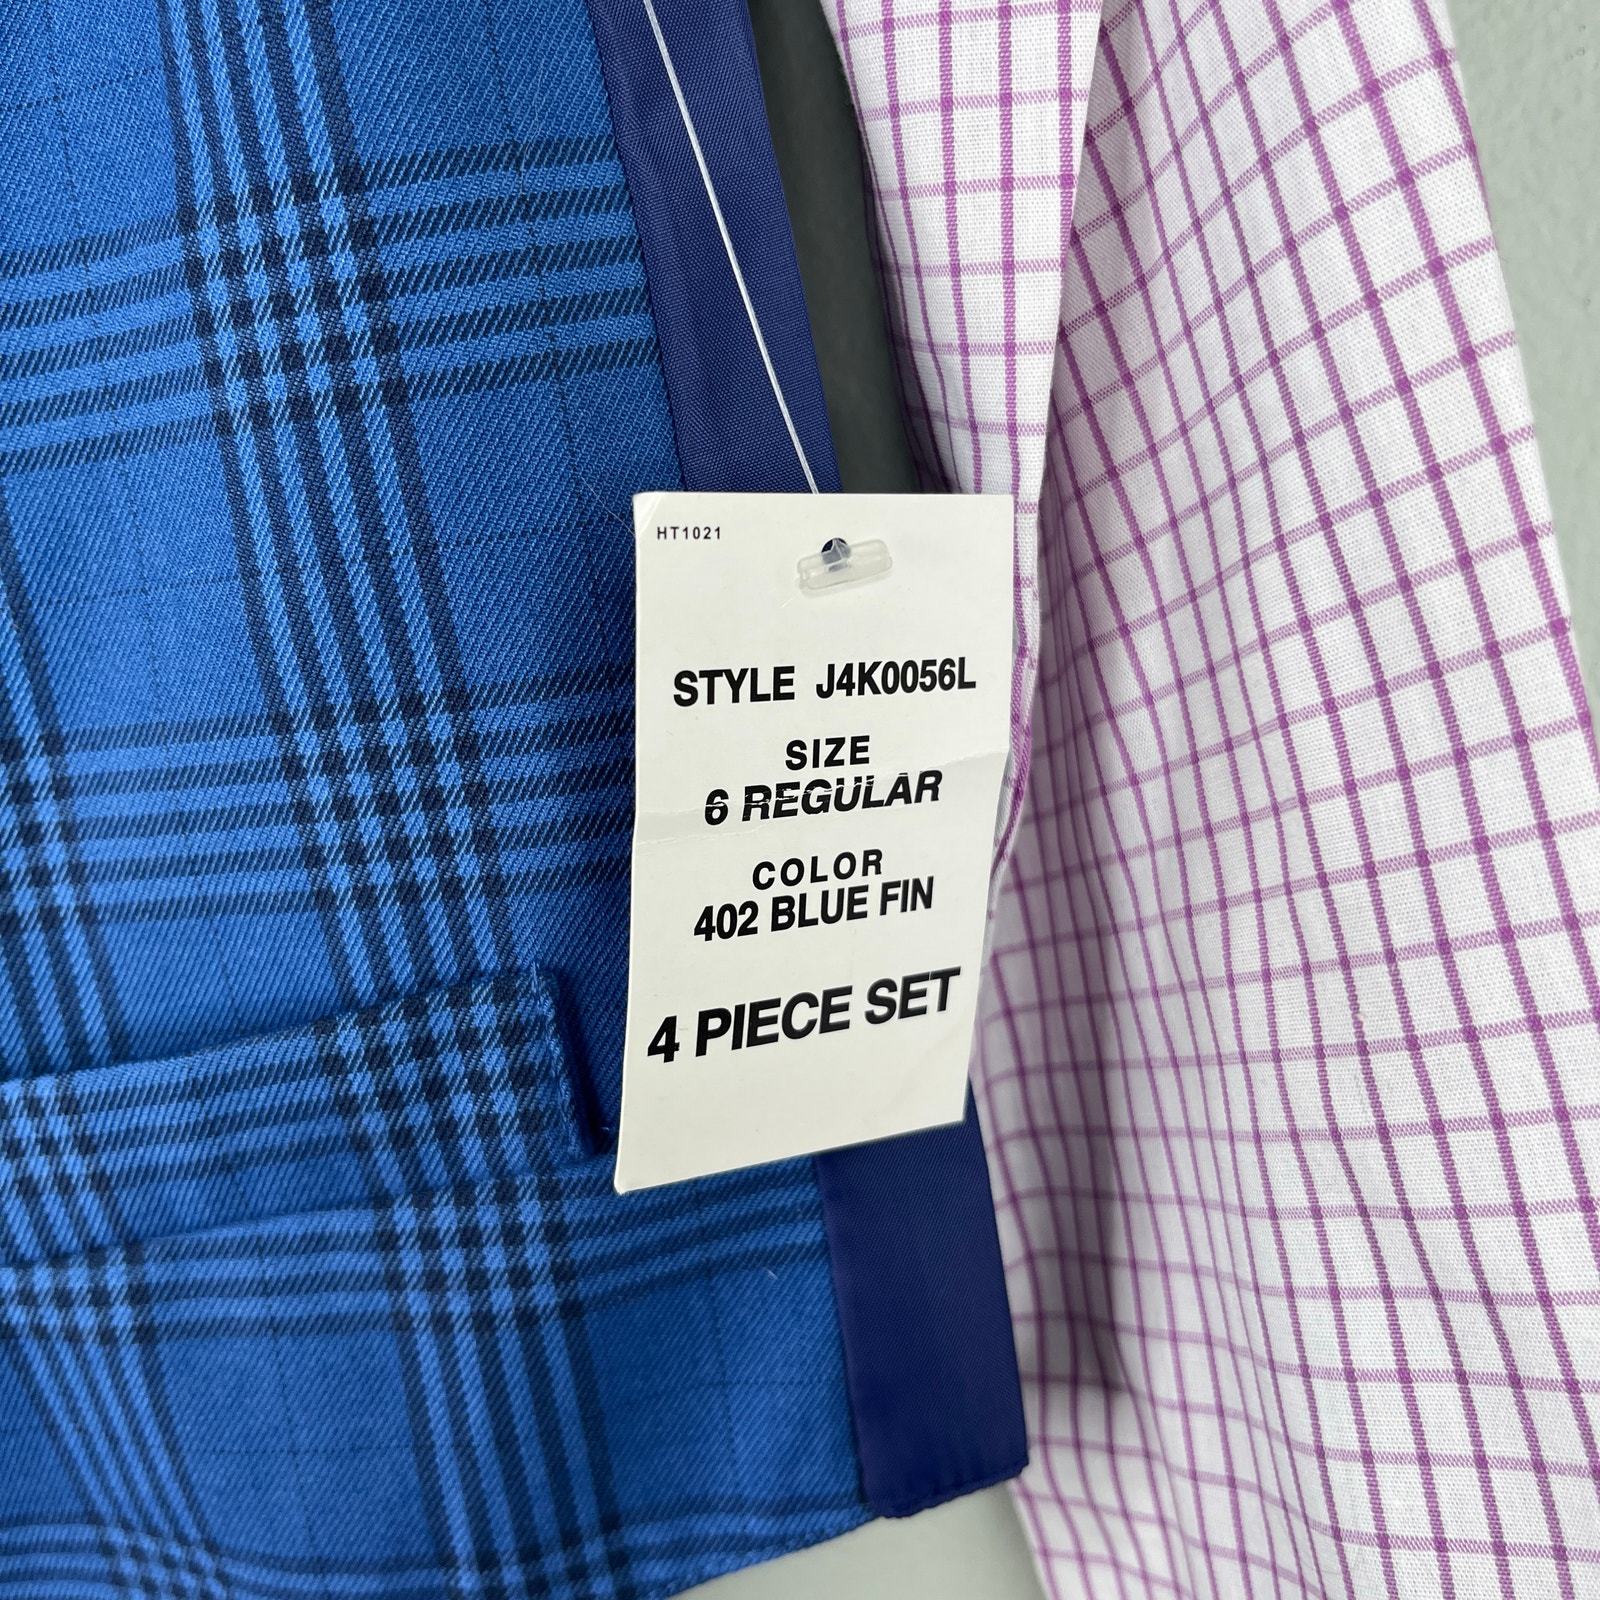 HT1021
STYLE J4K0056L
SIZE
6 REGULAR
COLOR
402 BLUE FIN
4 PIECE SET